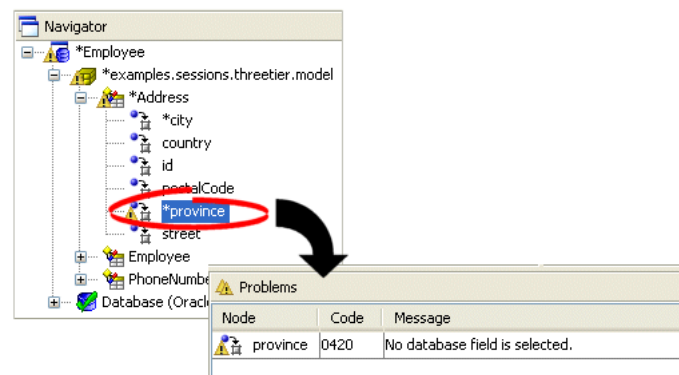 Navigator
*Employee
*examples.sessions.threetier.model
*Address
*city
country
id
postalCode
*province
street
Employee
PhoneNumbe
Database (Oracl
Problems
Node Code Message
province 0420 No database field is selected.